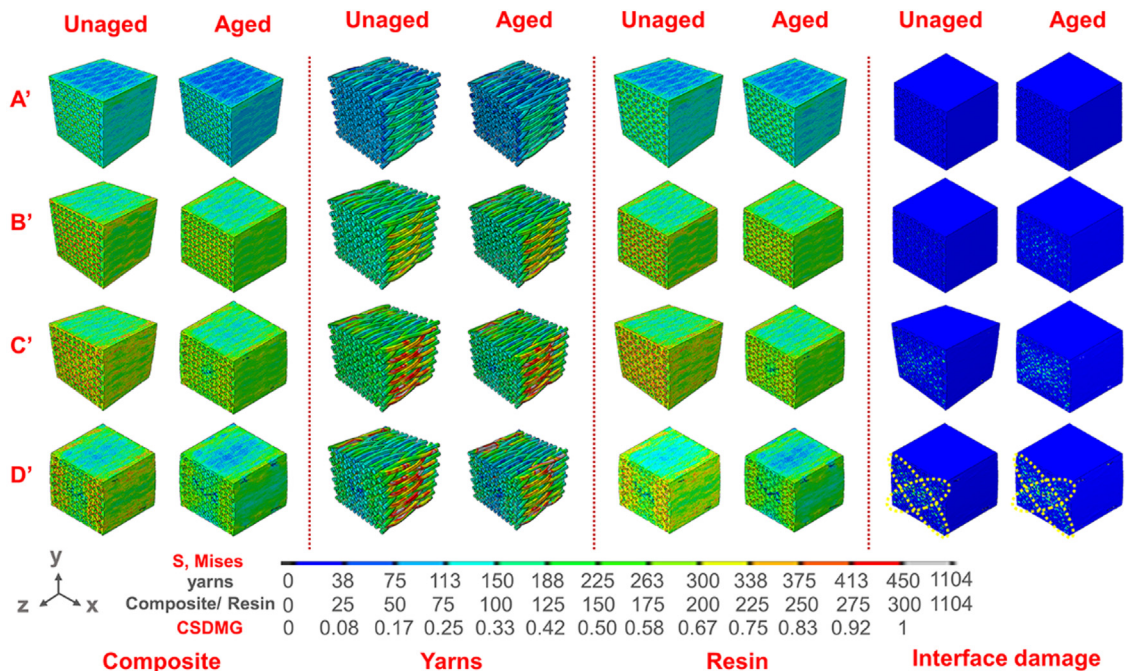 Unaged Aged Unaged Aged Unaged Aged Unaged Aged
A’
B’
C’
D’
y
z x
S, Mises
yarns 0 38 75 113 150 188 225 263 300 338 375 413 450 1104
Composite/ Resin 0 25 50 75 100 125 150 175 200 225 250 275 300 1104
CSDMG 0 0.08 0.17 0.25 0.33 0.42 0.50 0.58 0.67 0.75 0.83 0.92 1
Composite Yarns Resin Interface damage